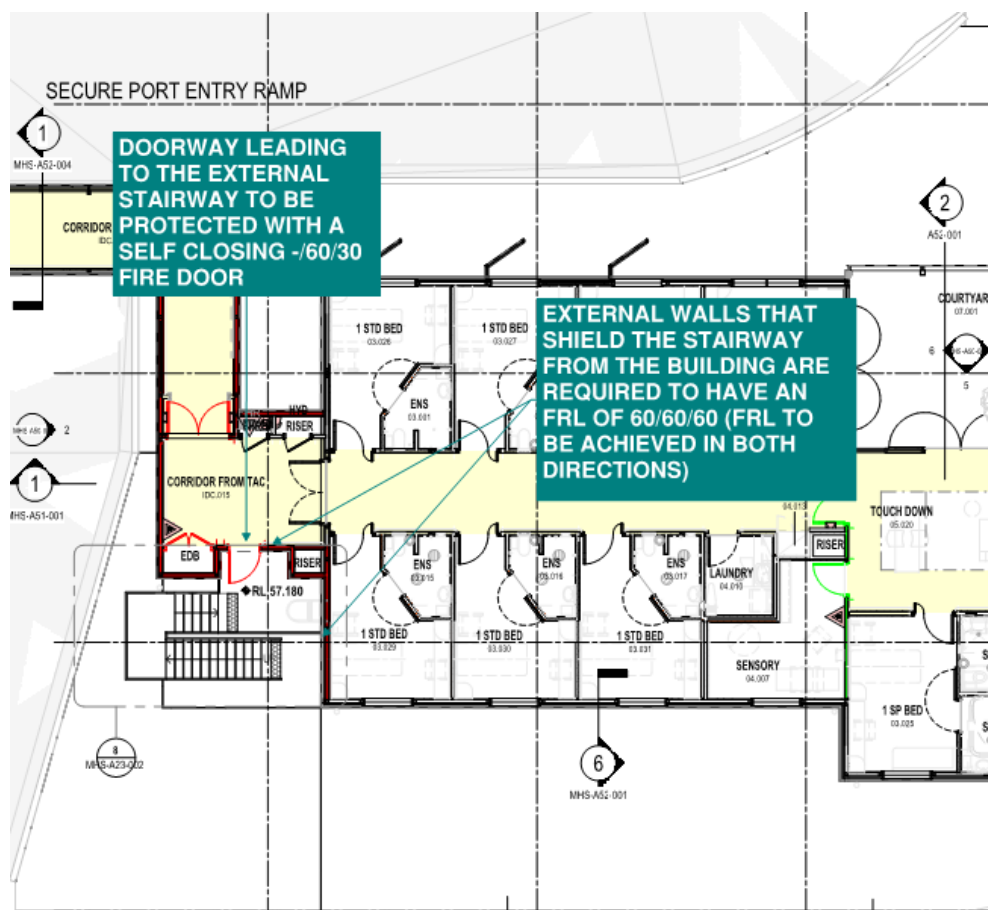 SECURE PORT ENTRY RAMP
1
MHS-A52-004
DOORWAY LEADING
TO THE EXTERNAL
STAIRWAY TO BE
PROTECTED WITH A
SELF CLOSING -/60/30
FIRE DOOR
2
A52-001
CORRIDOR
COURTYAR
07.001
EXTERNAL WALLS THAT
SHIELD THE STAIRWAY
FROM THE BUILDING ARE
REQUIRED TO HAVE AN
FRL OF 60/60/60 (FRL TO
BE ACHIEVED IN BOTH
DIRECTIONS)
1 STD BED
03.026
1 STD BED
03.027
6
5
ENS
03.001
HYD
RISER
2
1
MHS-A51-001
CORRIDOR FROM TAC
IDC.015
04.013
TOUCH DOWN
05.020
RISER
EDB
RISER
ENS
03.015
ENS
03.016
ENS
03.017
LAUNDRY
04.010
RL 57.180
1 STD BED
03.029
1 STD BED
03.030
1 STD BED
03.031
SENSORY
04.007
1 SP BED
03.025
8
MHS-A23-002
6
MHS-A52-001